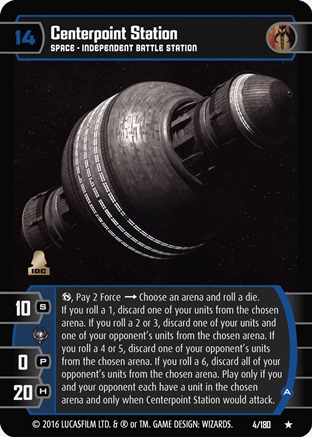 14 Centerpoint Station
SPACE • INDEPENDENT BATTLE STATION
IDC
10 S
0 P
20 H
, Pay 2 Force → Choose an arena and roll a die.
If you roll a 1, discard one of your units from the chosen
arena. If you roll a 2 or 3, discard one of your units and
one of your opponent's units from the chosen arena. If
you roll a 4 or 5, discard one of your opponent's units
from the chosen arena. If you roll a 6, discard all of your
opponent's units from the chosen arena. Play only if you
and your opponent each have a unit in the chosen
arena and only when Centerpoint Station would attack.
A
© 2016 LUCASFILM LTD. & ® or TM. GAME DESIGN: WIZARDS. 4/180 ★